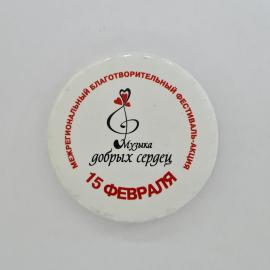 МЕЖРЕГИОНАЛЬНЫЙ БЛАГОТВОРИТЕЛЬНЫЙ ФЕСТИВАЛЬ-АКЦИЯ
Музыка
добрых сердец
15 ФЕВРАЛЯ